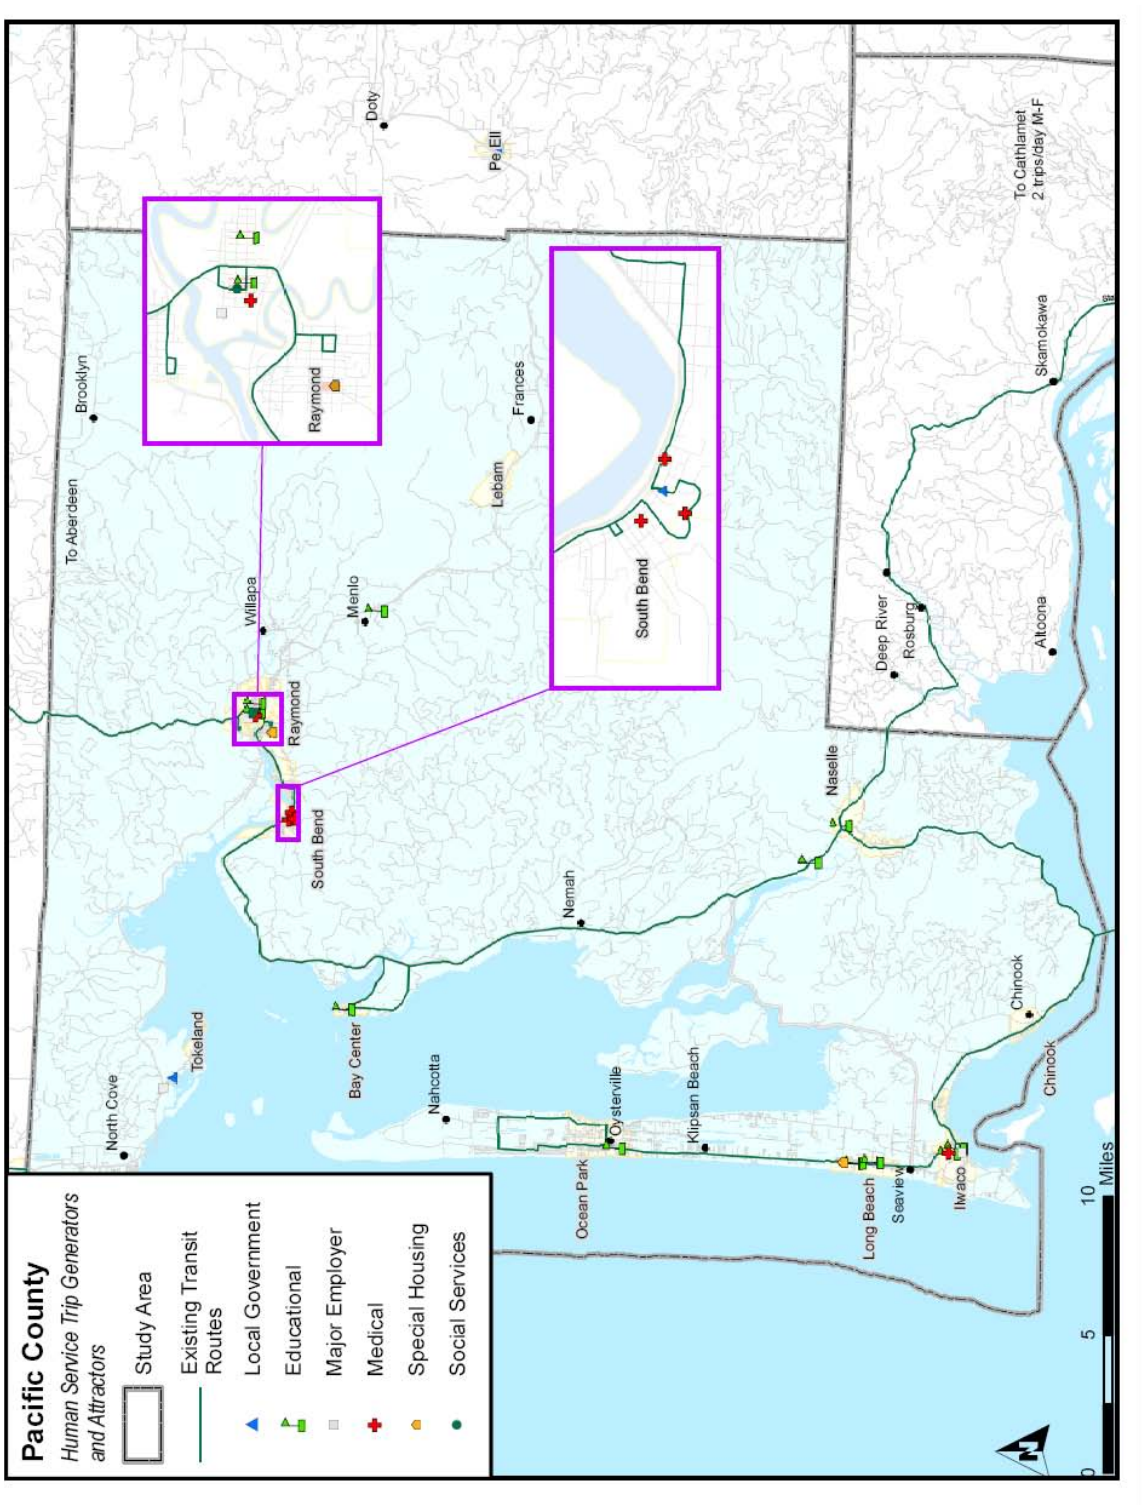 Pacific County
Human Service Trip Generators
and Attractors
Study Area
Existing Transit
Routes
Local Government
Educational
Major Employer
Medical
Special Housing
Social Services
N
0
5
10
Miles
North Cove
Tokeland
To Aberdeen
Brooklyn
Willapa
Raymond
Menlo
South Bend
Bay Center
Nahcotta
Ocean Park
Oysterville
Klipsan Beach
Long Beach
Seaview
Ilwaco
Chinook
Chinook
Nemah
Naselle
Lebam
Frances
Doty
Pe Ell
Raymond
South Bend
Deep River
Rosburg
Altoona
Skamokawa
To Cathlamet
2 trips/day M-F